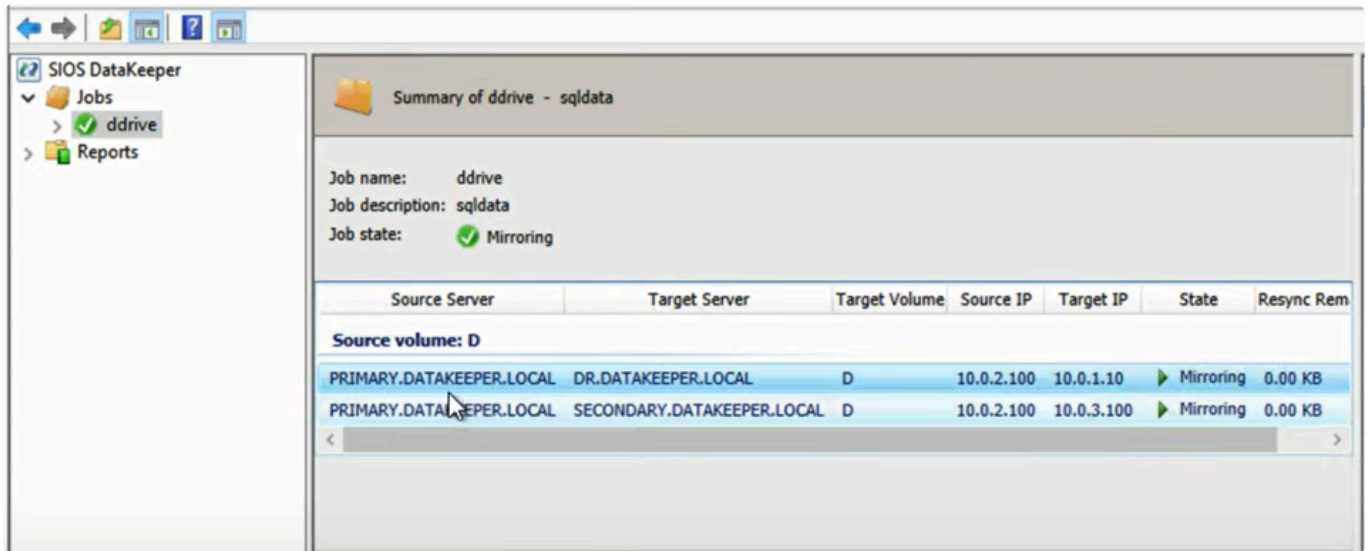 SIOS DataKeeper
Jobs
ddrive
Reports
Summary of ddrive - sqldata
Job name: ddrive
Job description: sqldata
Job state: Mirroring
Source Server Target Server Target Volume Source IP Target IP State Resync Rem
Source volume: D
PRIMARY.DATAKEEPER.LOCAL DR.DATAKEEPER.LOCAL D 10.0.2.100 10.0.1.10 Mirroring 0.00 KB
PRIMARY.DATAKEEPER.LOCAL SECONDARY.DATAKEEPER.LOCAL D 10.0.2.100 10.0.3.100 Mirroring 0.00 KB